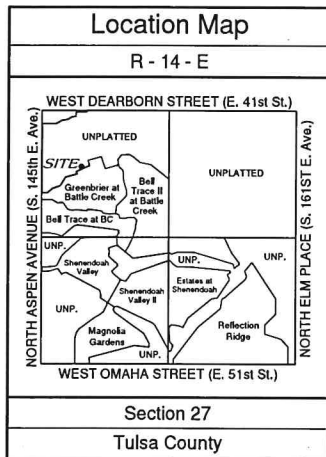 Location Map
R - 14 - E
WEST DEARBORN STREET (E. 41st St.)
NORTH ASPEN AVENUE (S. 145th E. Ave.)
NORTH ELM PLACE (S. 161ST E. Ave.)
UNPLATTED
SITE
UNPLATTED
Greenbrier at
Battle Creek
Bell
Trace II
at Battle
Creek
Bell Trace at BC
UNP.
Shenendoah
Valley
UNP.
Estates at
Shenendoah
UNP.
Shenendoah
Valley II
UNP.
Magnolia
Gardens
Reflection
Ridge
UNP.
WEST OMAHA STREET (E. 51st St.)
Section 27
Tulsa County